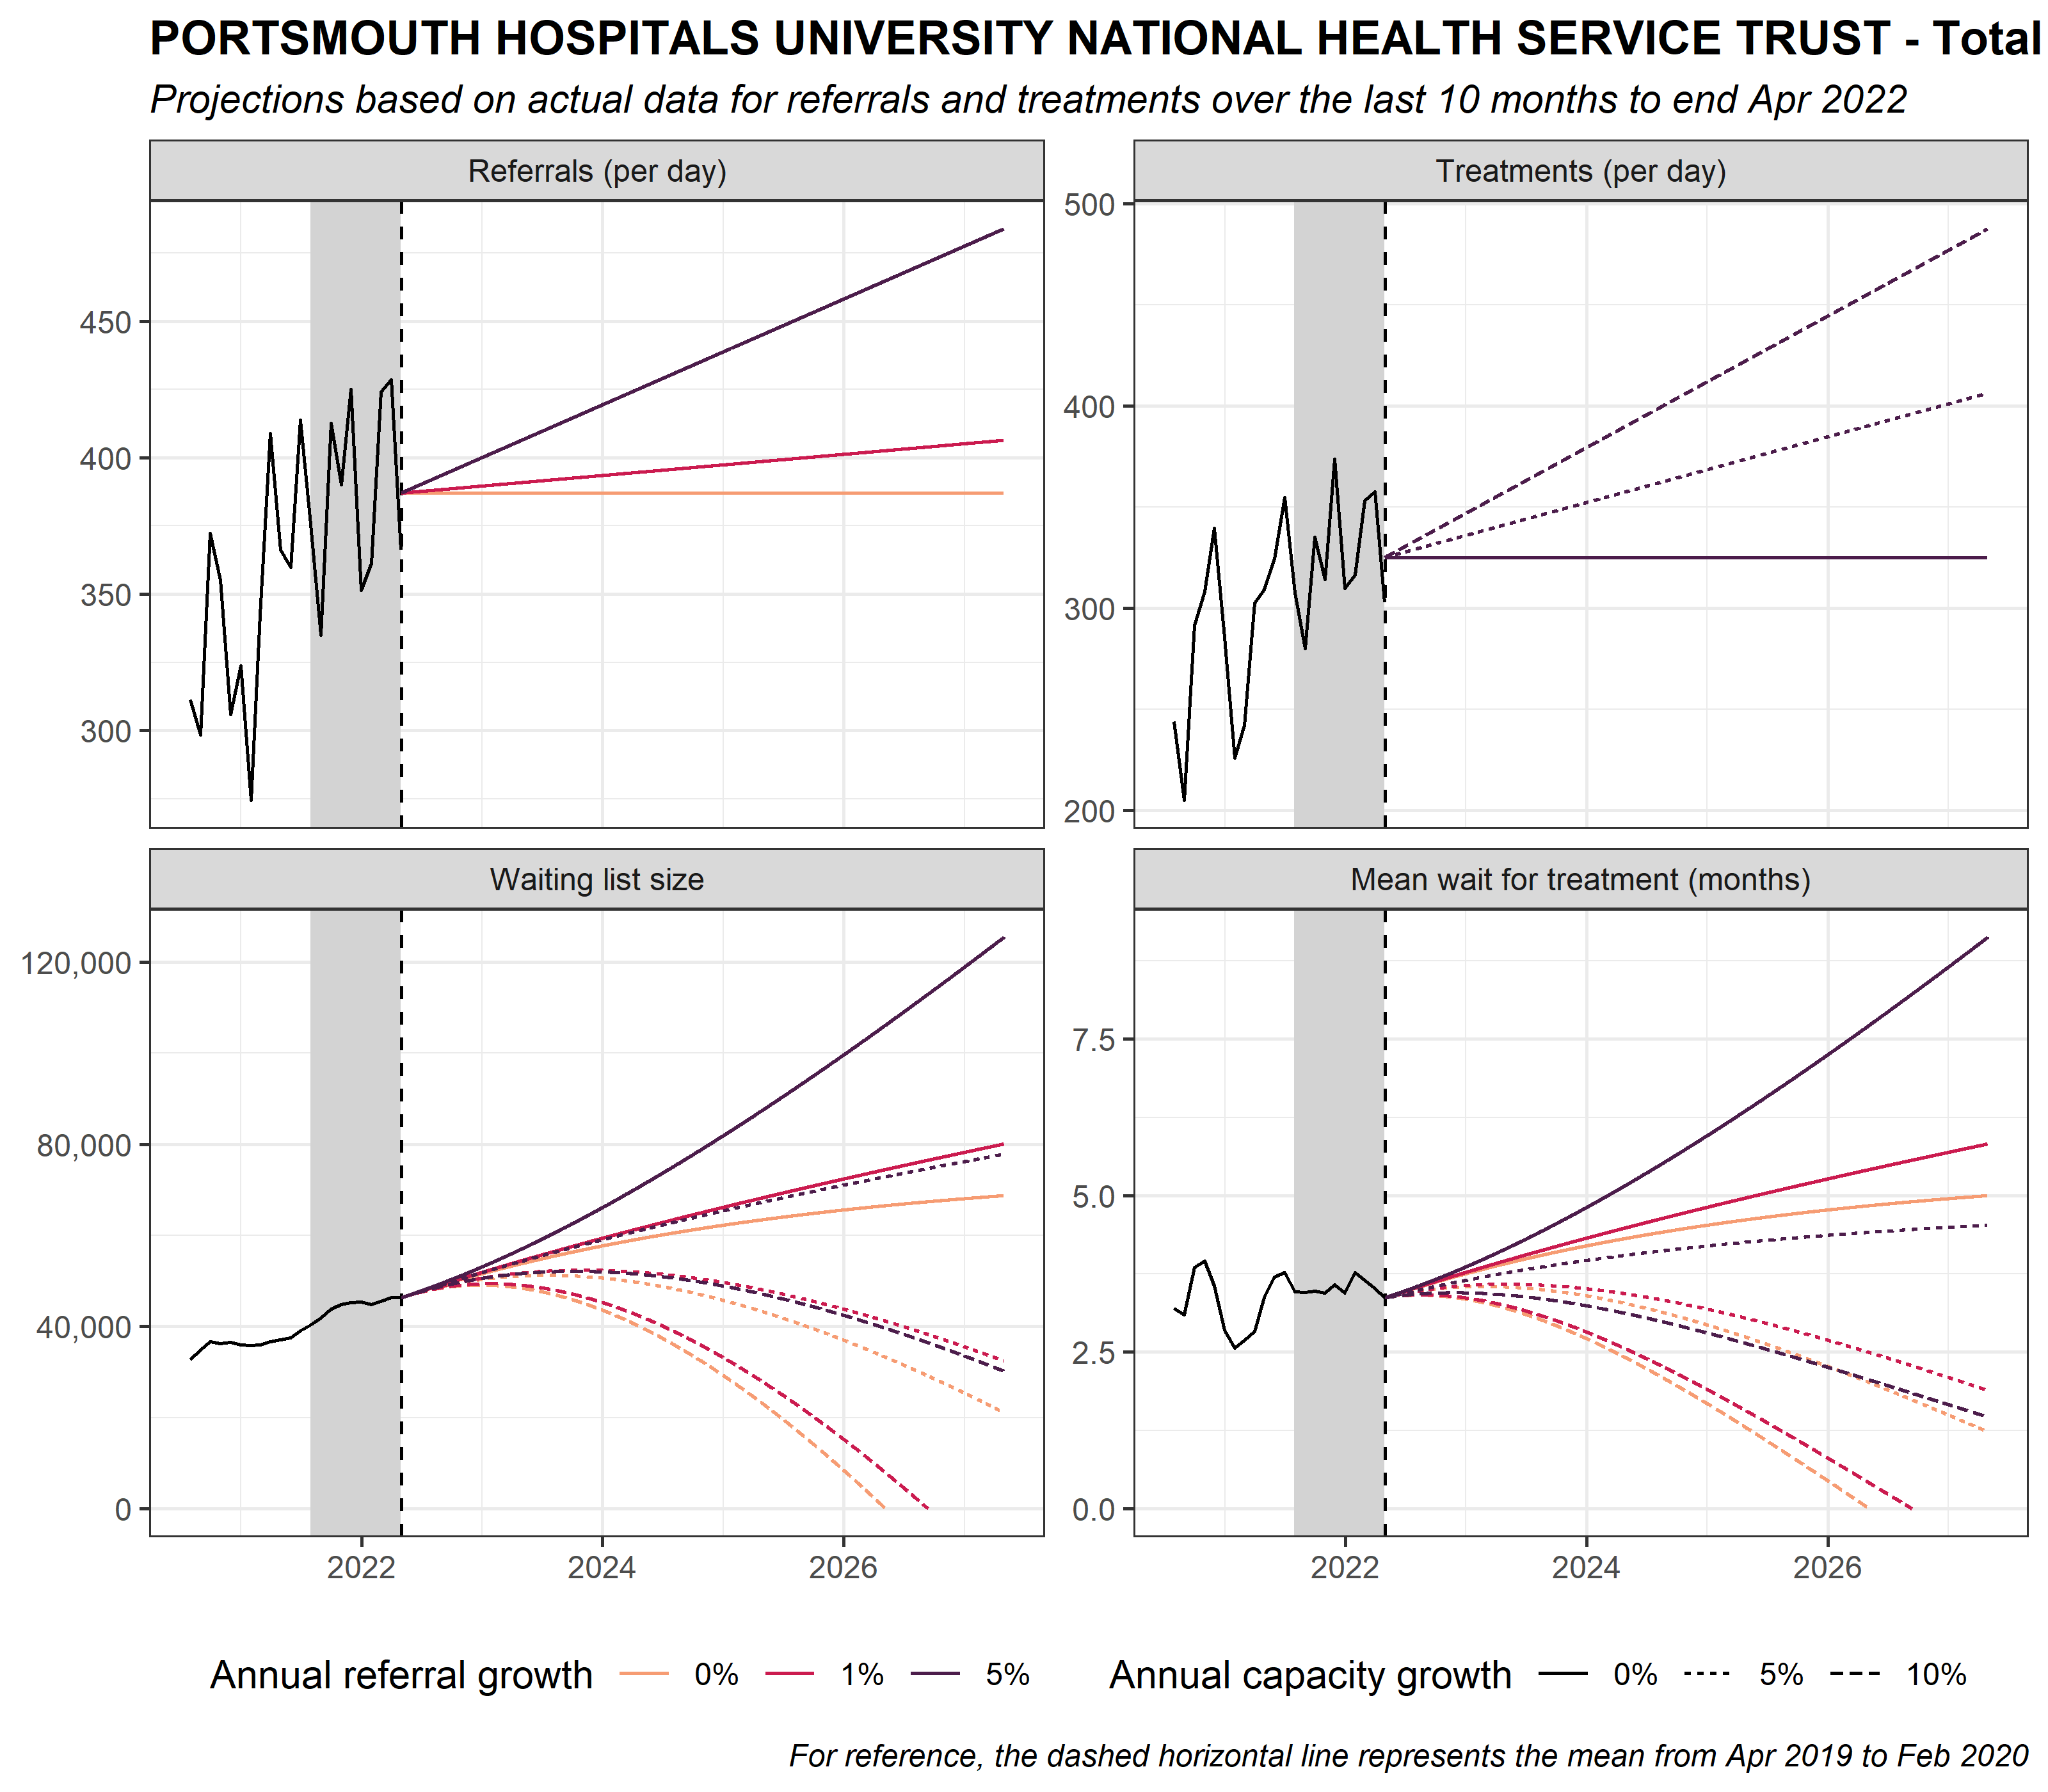 PORTSMOUTH HOSPITALS UNIVERSITY NATIONAL HEALTH SERVICE TRUST - Total
Projections based on actual data for referrals and treatments over the last 10 months to end Apr 2022
Referrals (per day)
450
400
350
300
Treatments (per day)
500
400
300
200
Waiting list size
120,000
80,000
40,000
0
2022 2024 2026
Mean wait for treatment (months)
7.5
5.0
2.5
0.0
2022 2024 2026
Annual referral growth 0% 1% 5%
Annual capacity growth 0% 5% 10%
For reference, the dashed horizontal line represents the mean from Apr 2019 to Feb 2020